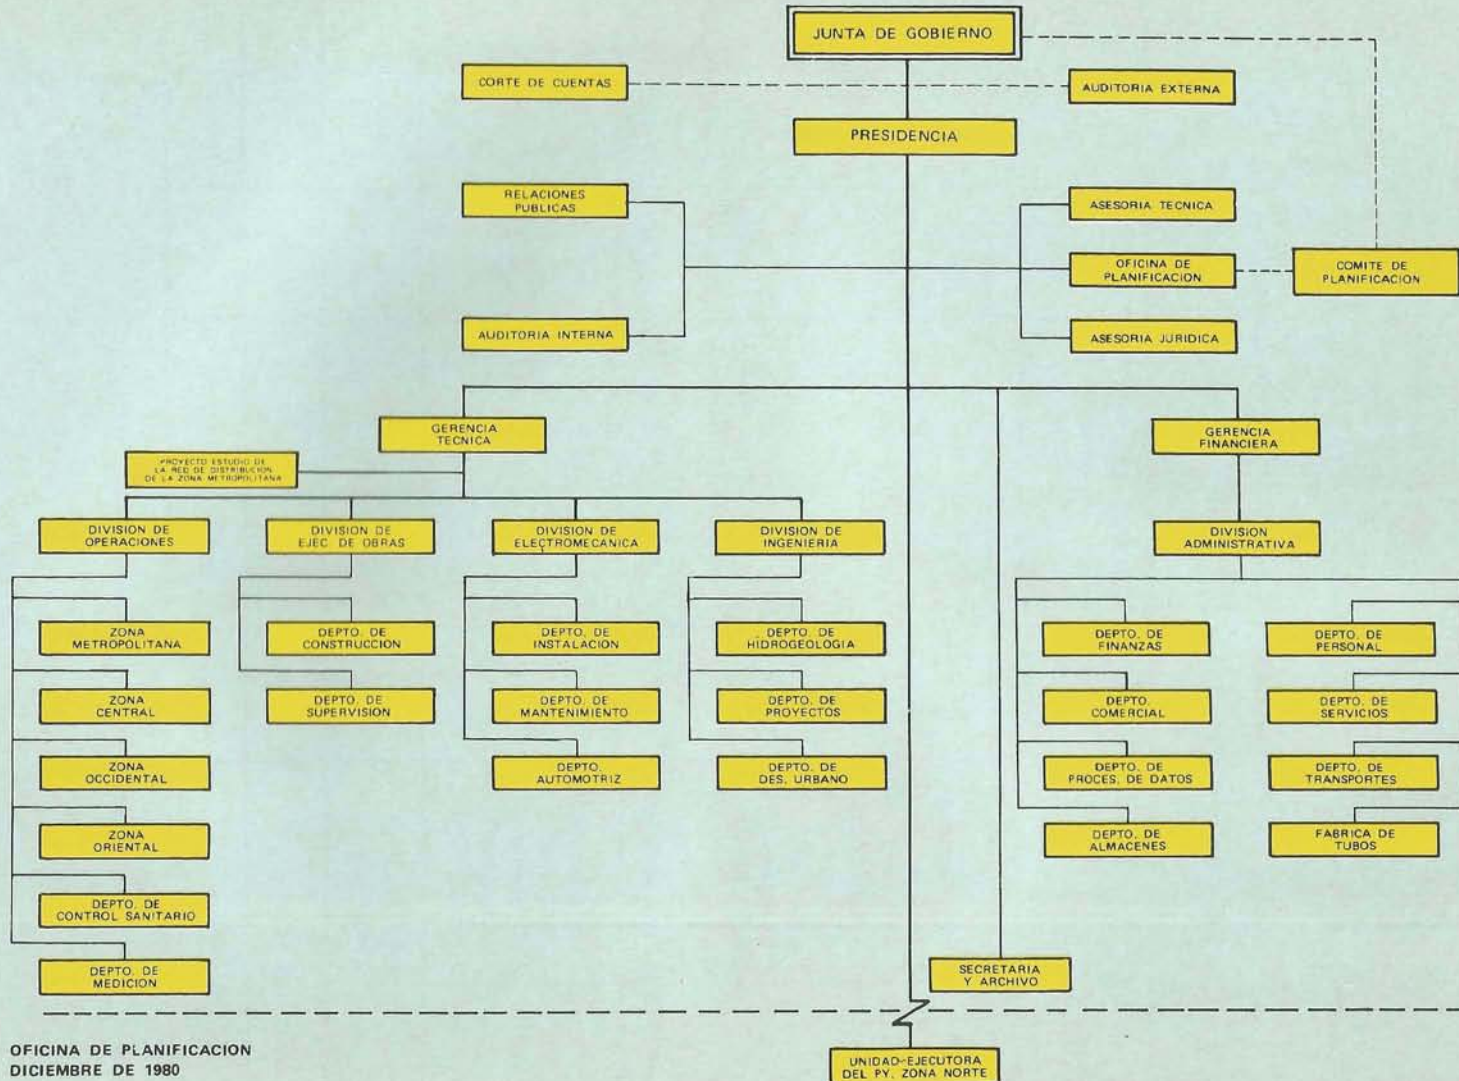 JUNTA DE GOBIERNO
CORTE DE CUENTAS
AUDITORIA EXTERNA
PRESIDENCIA
RELACIONES
PUBLICAS
ASESORIA TECNICA
OFICINA DE
PLANIFICACION
COMITE DE
PLANIFICACION
AUDITORIA INTERNA
ASESORIA JURIDICA
GERENCIA
TECNICA
GERENCIA
FINANCIERA
PROYECTO ESTUDIO DE
LA RED DE DISTRIBUCION
DE LA ZONA METROPOLITANA
DIVISION DE
OPERACIONES
DIVISION DE
EJEC DE OBRAS
DIVISION DE
ELECTROMECANICA
DIVISION DE
INGENIERIA
DIVISION
ADMINISTRATIVA
ZONA
METROPOLITANA
DEPTO. DE
CONSTRUCCION
DEPTO. DE
INSTALACION
DEPTO. DE
HIDROGEOLOGIA
DEPTO. DE
FINANZAS
DEPTO. DE
PERSONAL
ZONA
CENTRAL
DEPTO. DE
SUPERVISION
DEPTO. DE
MANTENIMIENTO
DEPTO. DE
PROYECTOS
DEPTO.
COMERCIAL
DEPTO. DE
SERVICIOS
ZONA
OCCIDENTAL
DEPTO.
AUTOMOTRIZ
DEPTO. DE
DES. URBANO
DEPTO. DE
PROCES. DE DATOS
DEPTO. DE
TRANSPORTES
ZONA
ORIENTAL
DEPTO. DE
ALMACENES
FABRICA DE
TUBOS
DEPTO. DE
CONTROL SANITARIO
DEPTO. DE
MEDICION
SECRETARIA
Y ARCHIVO
OFICINA DE PLANIFICACION
DICIEMBRE DE 1980
UNIDAD-EJECUTORA
DEL PY. ZONA NORTE